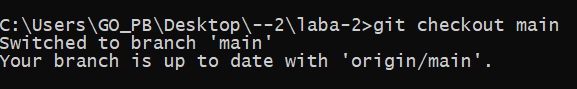 C:\Users\GO_PB\Desktop\--2\laba-2>git checkout main
Switched to branch 'main'
Your branch is up to date with 'origin/main'.